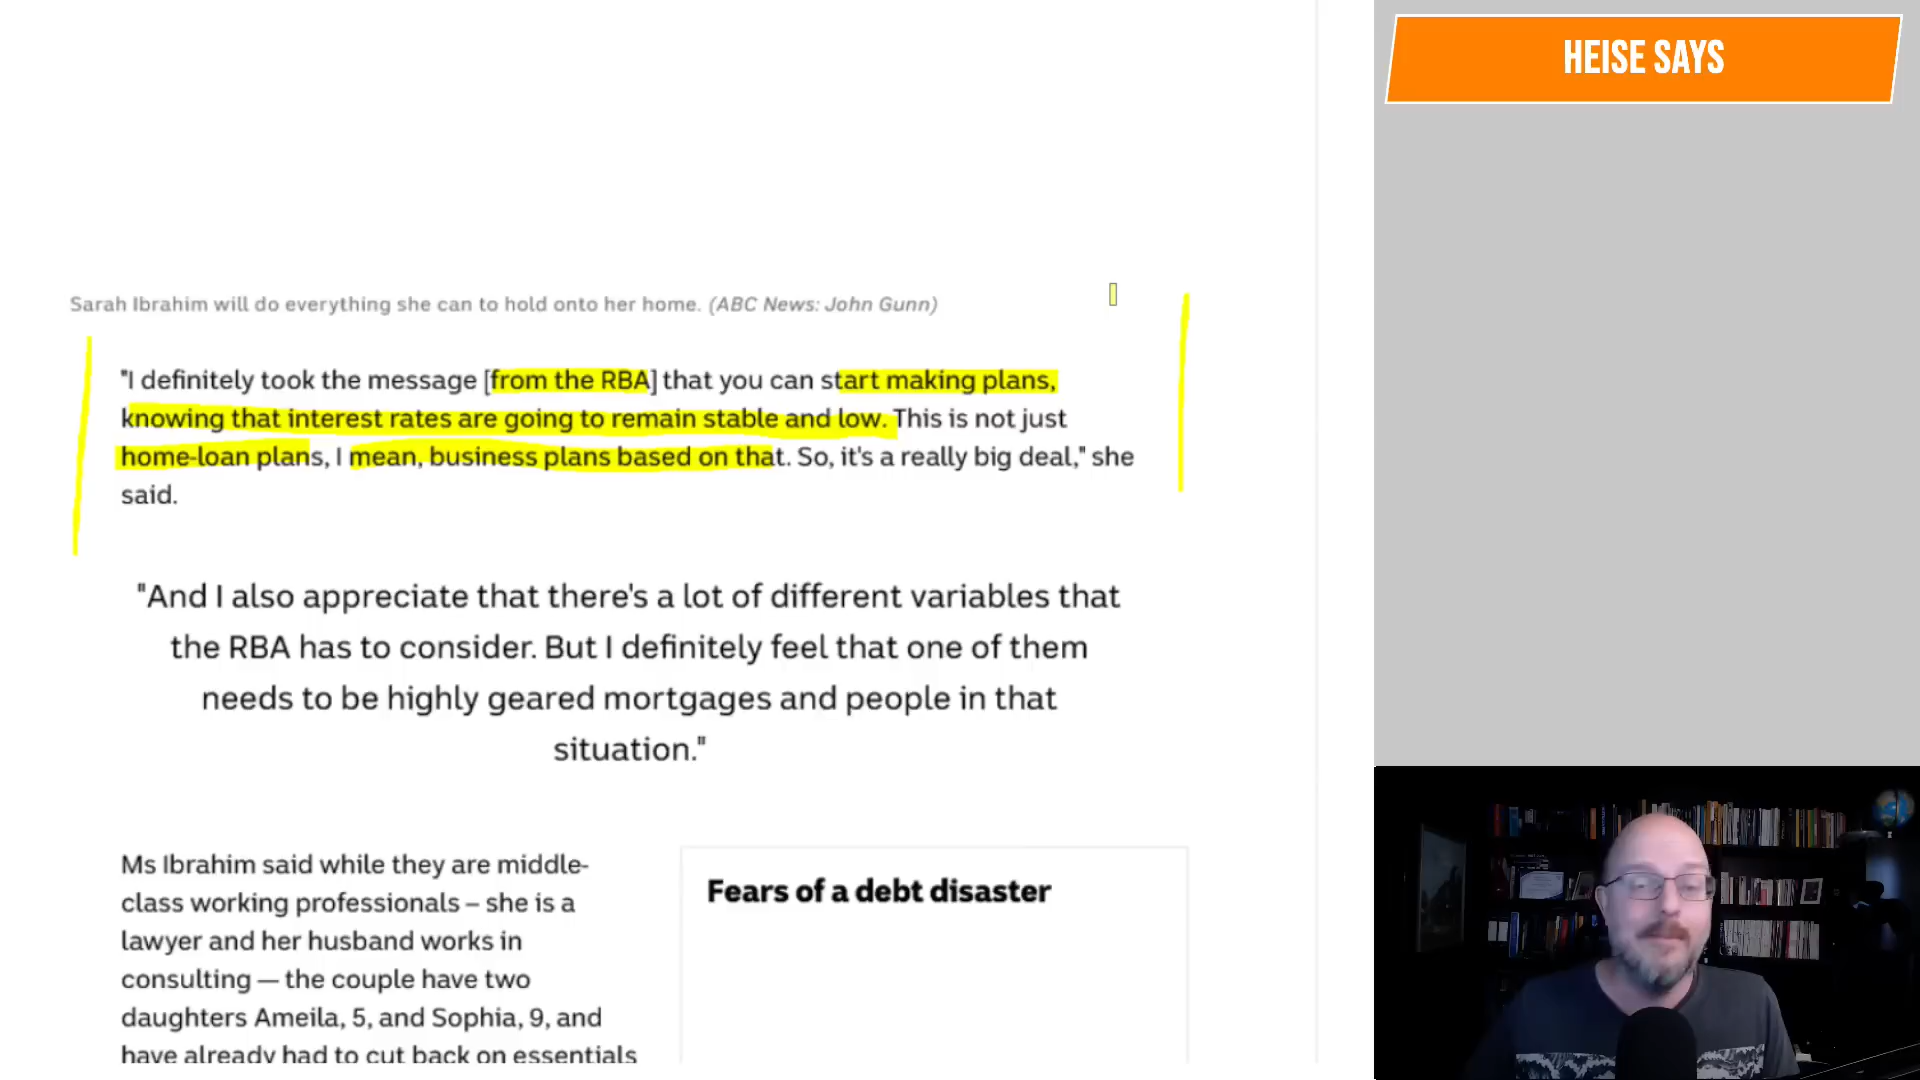 HEISE SAYS
Sarah Ibrahim will do everything she can to hold onto her home. (ABC News: John Gunn)
"I definitely took the message [from the RBA] that you can start making plans,
knowing that interest rates are going to remain stable and low. This is not just
home-loan plans, I mean, business plans based on that. So, it's a really big deal," she
said.
"And I also appreciate that there's a lot of different variables that
the RBA has to consider. But I definitely feel that one of them
needs to be highly geared mortgages and people in that
situation."
Ms Ibrahim said while they are middle-
class working professionals – she is a
lawyer and her husband works in
consulting — the couple have two
daughters Ameila, 5, and Sophia, 9, and
have already had to cut back on essentials
Fears of a debt disaster